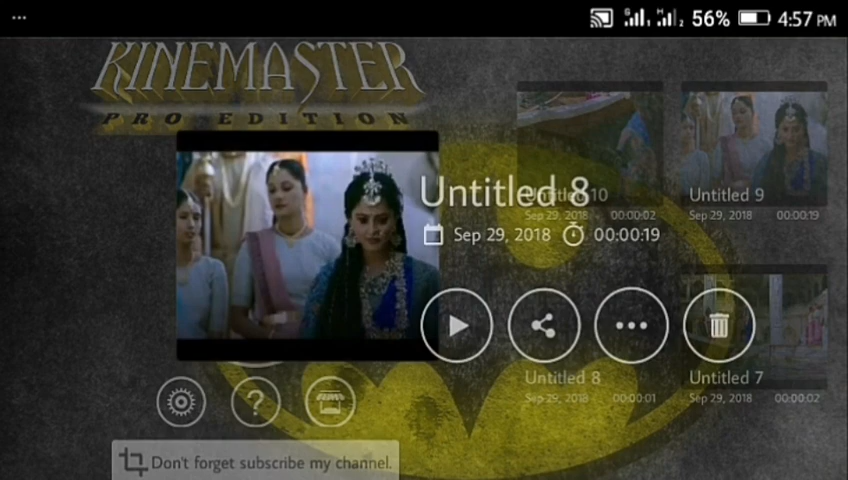 56% 4:57 PM
KINEMASTER
PRO EDITION
Untitled 8
Sep 29, 2018 00:00:19
Untitled 10
Sep 29, 2018 00:00:02
Untitled 9
Sep 29, 2018 00:00:19
Untitled 8
Sep 29, 2018 00:00:01
Untitled 7
Sep 29, 2018 00:00:02
Don't forget subscribe my channel.